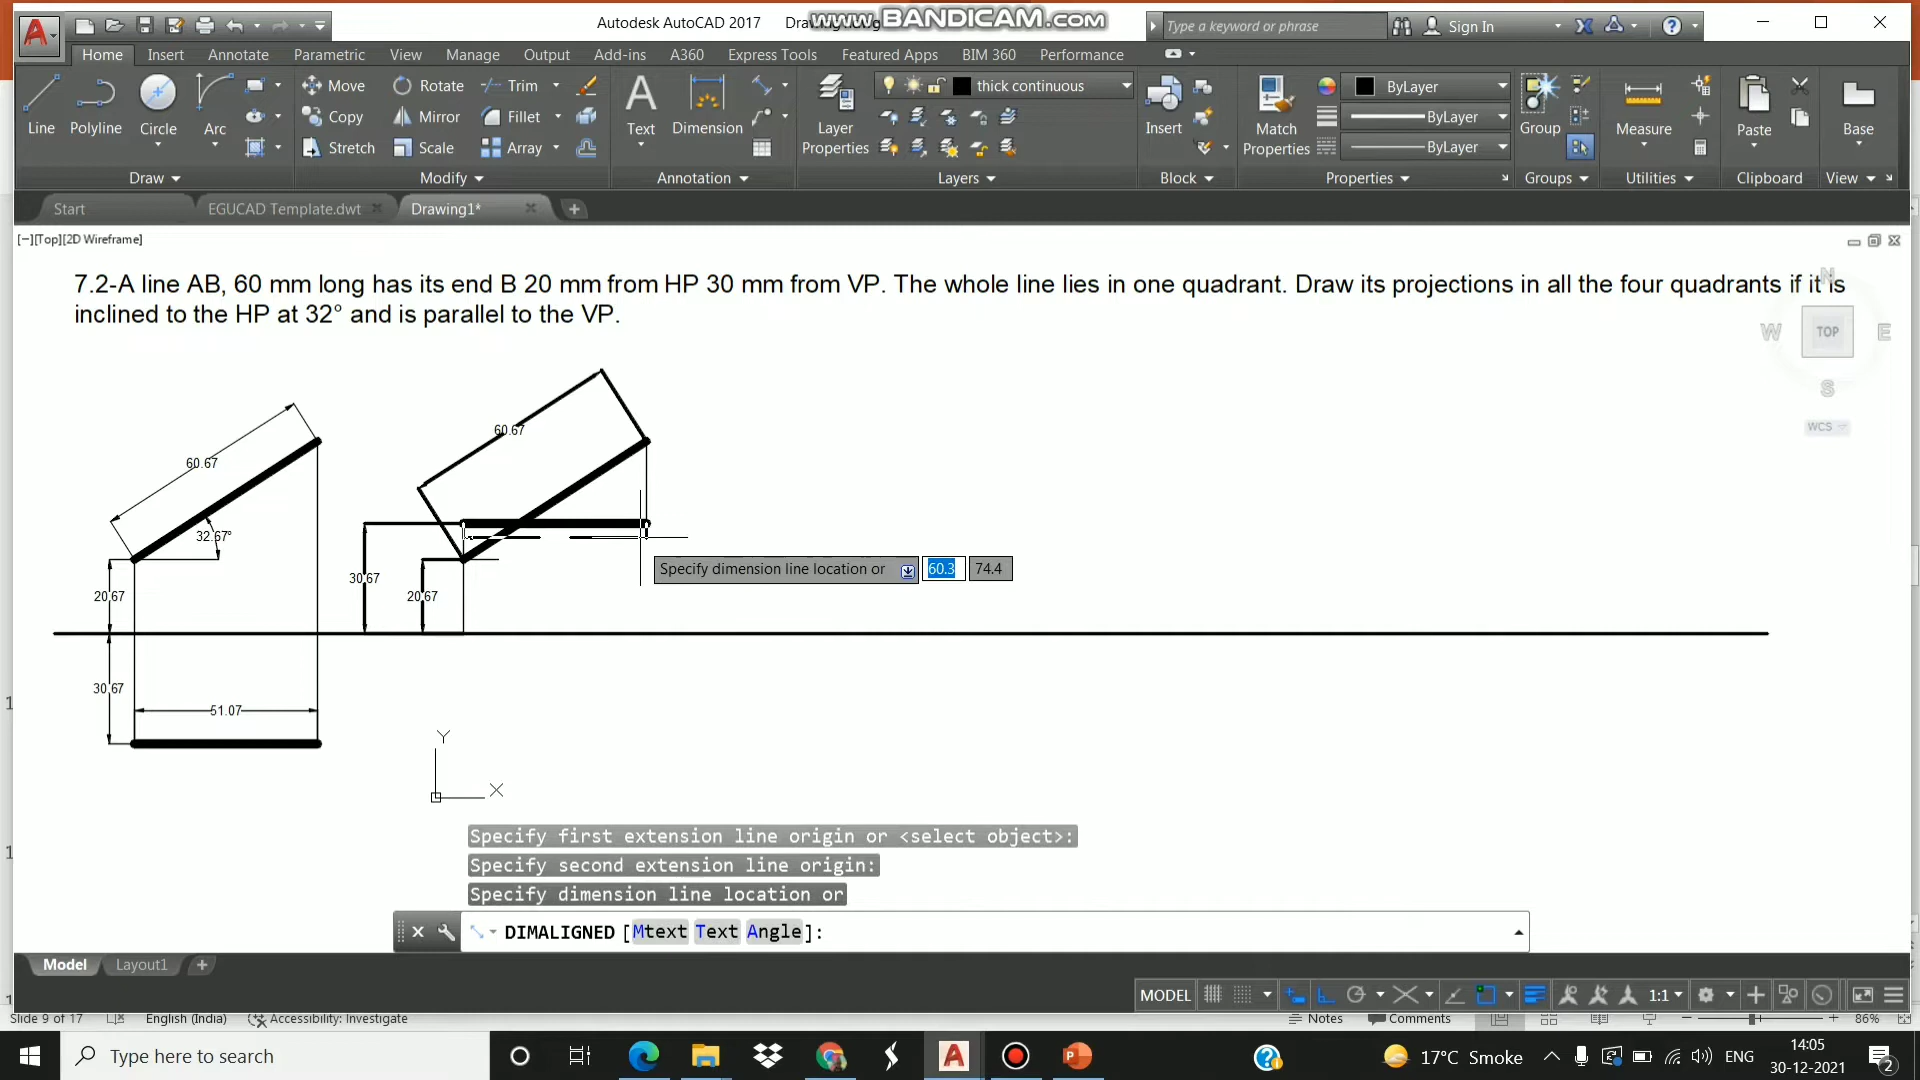 Autodesk AutoCAD 2017
www.BANDICAM.com
Type a keyword or phrase
Sign In
Home Insert Annotate Parametric View Manage Output Add-ins A360 Express Tools Featured Apps BIM 360 Performance
Line Polyline Circle Arc
Draw
Move Rotate Trim
Copy Mirror Fillet
Stretch Scale Array
Modify
Text Dimension
Annotation
Layer Properties
thick continuous
Layers
Insert
Block
Match Properties
ByLayer
ByLayer
ByLayer
Properties
Group
Groups
Measure
Utilities
Paste
Clipboard
Base
View
Start EGUCAD Template.dwt Drawing1*
[−][Top][2D Wireframe]
7.2-A line AB, 60 mm long has its end B 20 mm from HP 30 mm from VP. The whole line lies in one quadrant. Draw its projections in all the four quadrants if it is
inclined to the HP at 32° and is parallel to the VP.
N
W TOP E
S
WCS
60.67
60.67
32.67°
20.67
30.67
20.67
30.67
51.07
Specify dimension line location or 60.3 74.4
Y
X
Specify first extension line origin or <select object>:
Specify second extension line origin:
Specify dimension line location or
DIMALIGNED [Mtext Text Angle]:
Model Layout1
MODEL 1:1
Slide 9 of 17 English (India) Accessibility: Investigate Notes Comments 86%
Type here to search
17°C Smoke ENG
14:05
30-12-2021
2